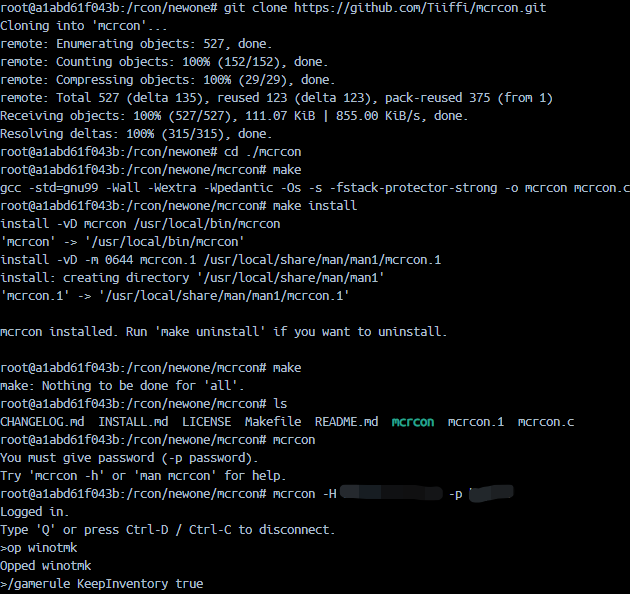 root@a1abd61f043b:/rcon/newone# git clone https://github.com/Tiiffi/mcrcon.git
Cloning into 'mcrcon'...
remote: Enumerating objects: 527, done.
remote: Counting objects: 100% (152/152), done.
remote: Compressing objects: 100% (29/29), done.
remote: Total 527 (delta 135), reused 123 (delta 123), pack-reused 375 (from 1)
Receiving objects: 100% (527/527), 111.07 KiB | 855.00 KiB/s, done.
Resolving deltas: 100% (315/315), done.
root@a1abd61f043b:/rcon/newone# cd ./mcrcon
root@a1abd61f043b:/rcon/newone/mcrcon# make
gcc -std=gnu99 -Wall -Wextra -Wpedantic -Os -s -fstack-protector-strong -o mcrcon mcrcon.c
root@a1abd61f043b:/rcon/newone/mcrcon# make install
install -vD mcrcon /usr/local/bin/mcrcon
'mcrcon' -> '/usr/local/bin/mcrcon'
install -vD -m 0644 mcrcon.1 /usr/local/share/man/man1/mcrcon.1
install: creating directory '/usr/local/share/man/man1'
'mcrcon.1' -> '/usr/local/share/man/man1/mcrcon.1'
mcrcon installed. Run 'make uninstall' if you want to uninstall.
root@a1abd61f043b:/rcon/newone/mcrcon# make
make: Nothing to be done for 'all'.
root@a1abd61f043b:/rcon/newone/mcrcon# ls
CHANGELOG.md  INSTALL.md  LICENSE  Makefile  README.md  mcrcon  mcrcon.1  mcrcon.c
root@a1abd61f043b:/rcon/newone/mcrcon# mcrcon
You must give password (-p password).
Try 'mcrcon -h' or 'man mcrcon' for help.
root@a1abd61f043b:/rcon/newone/mcrcon# mcrcon -H -p
Logged in.
Type 'Q' or press Ctrl-D / Ctrl-C to disconnect.
>op winotmk
Opped winotmk
>/gamerule KeepInventory true